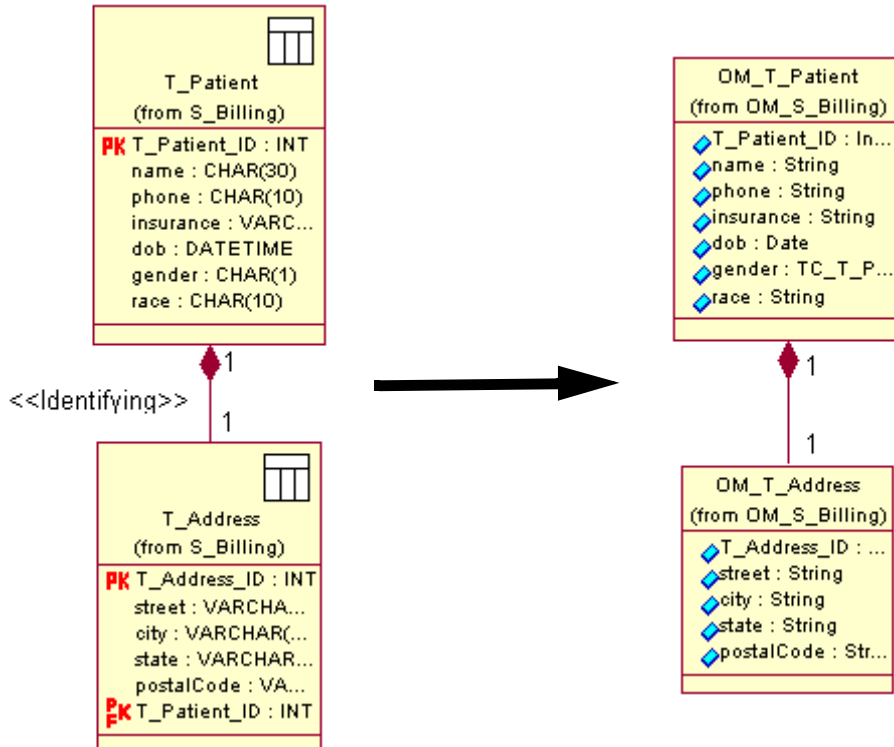 T_Patient
(from S_Billing)
PK T_Patient_ID : INT
name : CHAR(30)
phone : CHAR(10)
insurance : VARC...
dob : DATETIME
gender : CHAR(1)
race : CHAR(10)
1
<<Identifying>>
1
T_Address
(from S_Billing)
PK T_Address_ID : INT
street : VARCHA...
city : VARCHAR(...
state : VARCHAR...
postalCode : VA...
PFK T_Patient_ID : INT
OM_T_Patient
(from OM_S_Billing)
T_Patient_ID : In...
name : String
phone : String
insurance : String
dob : Date
gender : TC_T_P...
race : String
1
1
OM_T_Address
(from OM_S_Billing)
T_Address_ID : ...
street : String
city : String
state : String
postalCode : Str...